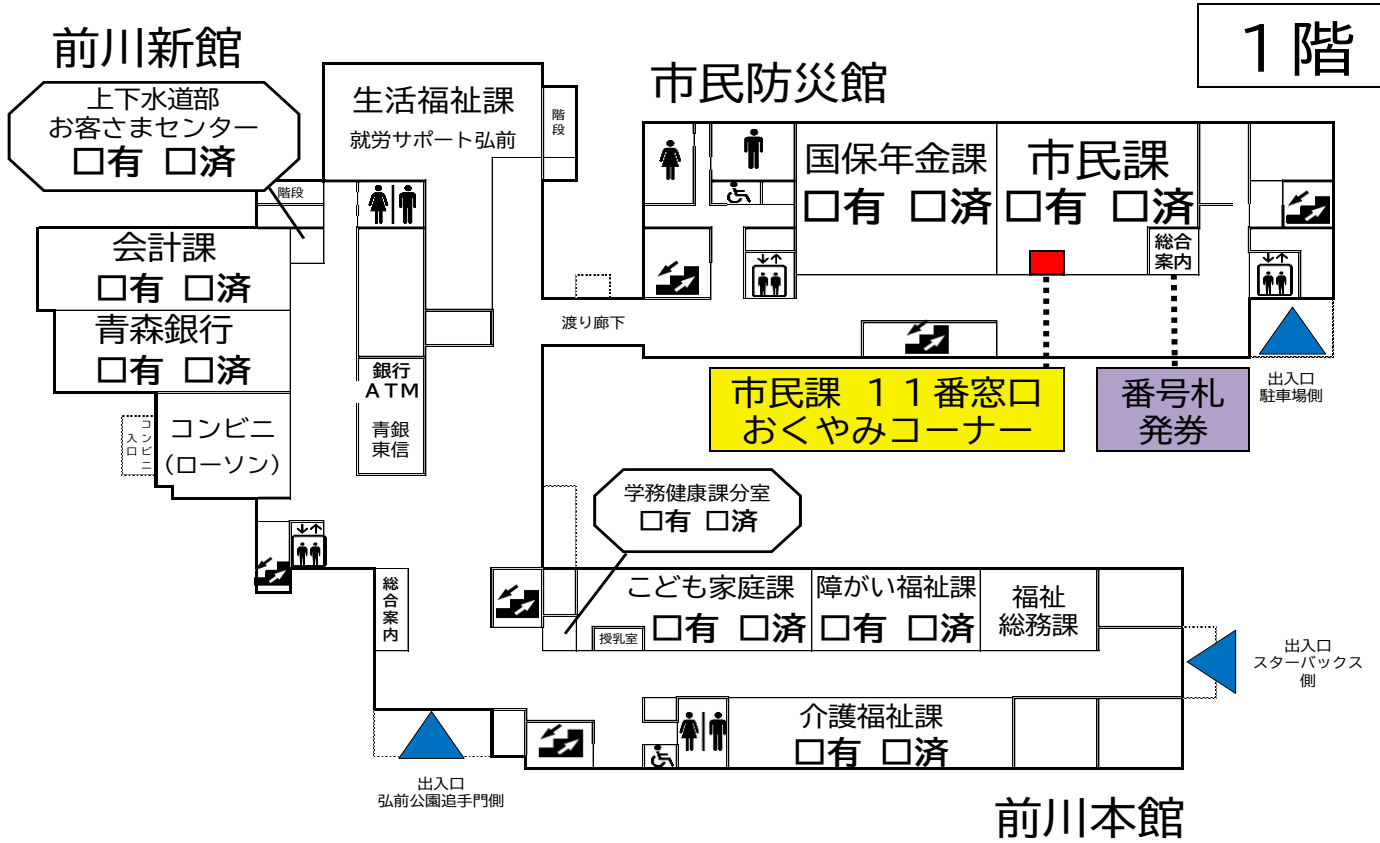 １階
前川新館
上下水道部
お客さまセンター
□有 □済
生活福祉課
就労サポート弘前
階段
階段
会計課
□有 □済
青森銀行
□有 □済
コンビニ
（ローソン）
コンビニ
入口
銀行
ＡＴＭ
青銀
東信
総合案内
渡り廊下
市民防災館
国保年金課
□有 □済
市民課
□有 □済
総合
案内
市民課 １１番窓口
おくやみコーナー
番号札
発券
出入口
駐車場側
学務健康課分室
□有 □済
こども家庭課
□有 □済
授乳室
障がい福祉課
□有 □済
福祉
総務課
出入口
スターバックス
側
介護福祉課
□有 □済
出入口
弘前公園追手門側
前川本館